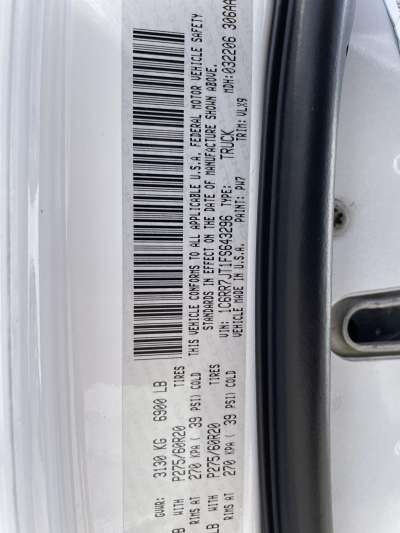 GVWR: 3130 KG 6900 LB
LB WITH P275/60R20 TIRES
RIMS AT 270 KPA ( 39 PSI) COLD
LB WITH P275/60R20
RIMS AT 270 KPA ( 39 PSI) COLD
THIS VEHICLE CONFORMS TO ALL APPLICABLE U.S.A. FEDERAL MOTOR VEHICLE SAFETY
STANDARDS IN EFFECT ON THE DATE OF MANUFACTURE SHOWN ABOVE.
VIN: 1C6RR7JT1FS643296 TYPE: TRUCK MDH: 032206 306AA
VEHICLE MADE IN U.S.A. PAINT: PW7 TRIM: VLX9